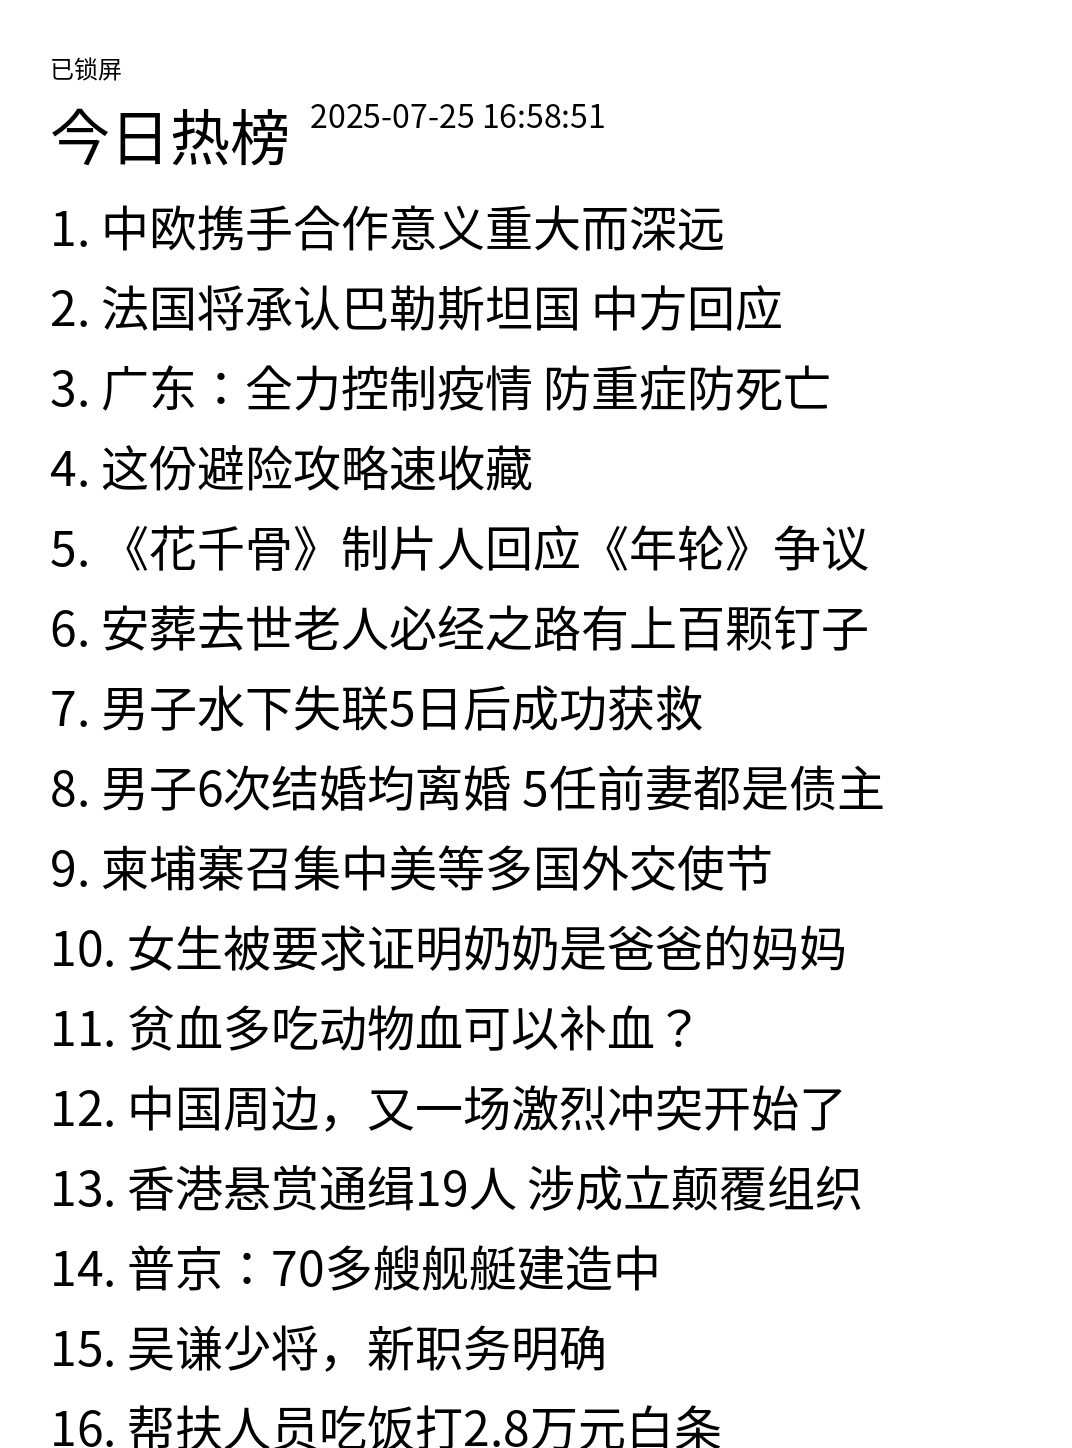 已锁屏
今日热榜 2025-07-25 16:58:51
1. 中欧携手合作意义重大而深远
2. 法国将承认巴勒斯坦国 中方回应
3. 广东：全力控制疫情 防重症防死亡
4. 这份避险攻略速收藏
5. 《花千骨》制片人回应《年轮》争议
6. 安葬去世老人必经之路有上百颗钉子
7. 男子水下失联5日后成功获救
8. 男子6次结婚均离婚 5任前妻都是债主
9. 柬埔寨召集中美等多国外交使节
10. 女生被要求证明奶奶是爸爸的妈妈
11. 贫血多吃动物血可以补血？
12. 中国周边，又一场激烈冲突开始了
13. 香港悬赏通缉19人 涉成立颠覆组织
14. 普京：70多艘舰艇建造中
15. 吴谦少将，新职务明确
16. 帮扶人员吃饭打2.8万元白条